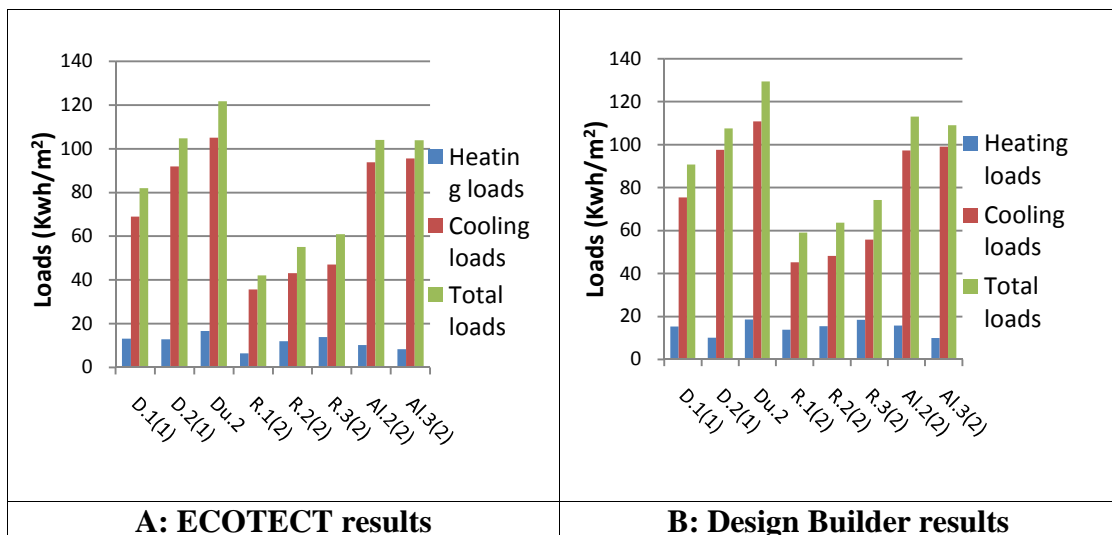 Loads (Kwh/m²)
140
120
100
80
60
40
20
0
D.1(1)
D.2(1)
Du.2
R.1(2)
R.2(2)
R.3(2)
Al.2(2)
Al.3(2)
Heatin
g loads
Cooling
loads
Total
loads
A: ECOTECT results
Loads (Kwh/m²)
140
120
100
80
60
40
20
0
D.1(1)
D.2(1)
Du.2
R.1(2)
R.2(2)
R.3(2)
Al.2(2)
Al.3(2)
Heating
loads
Cooling
loads
Total
loads
B: Design Builder results